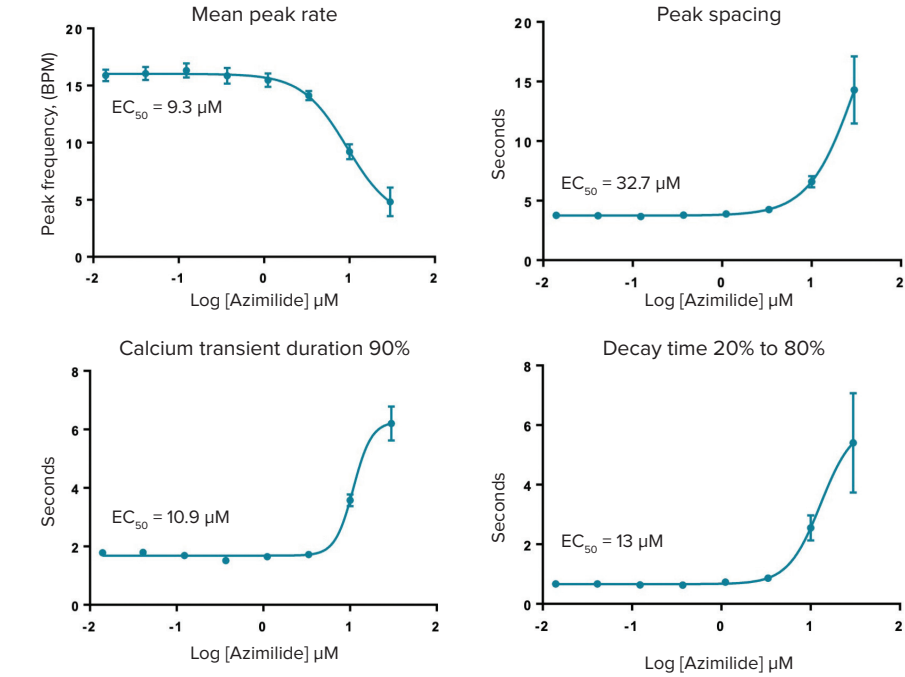 Mean peak rate
20
15
10
5
0
Peak frequency, (BPM)
EC50 = 9.3 µM
-2 -1 0 1 2
Log [Azimilide] µM
Peak spacing
20
15
10
5
0
Seconds
EC50 = 32.7 µM
-2 -1 0 1 2
Log [Azimilide] µM
Calcium transient duration 90%
8
6
4
2
0
Seconds
EC50 = 10.9 µM
-2 -1 0 1 2
Log [Azimilide] µM
Decay time 20% to 80%
8
6
4
2
0
Seconds
EC50 = 13 µM
-2 -1 0 1 2
Log [Azimilide] µM